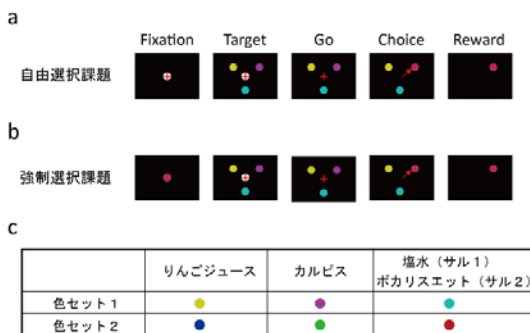 a
Fixation Target Go Choice Reward
自由選択課題
b
強制選択課題
c
りんごジュース カルピス 塩水(サル1)
ポカリスエット(サル2)
色セット1
色セット2